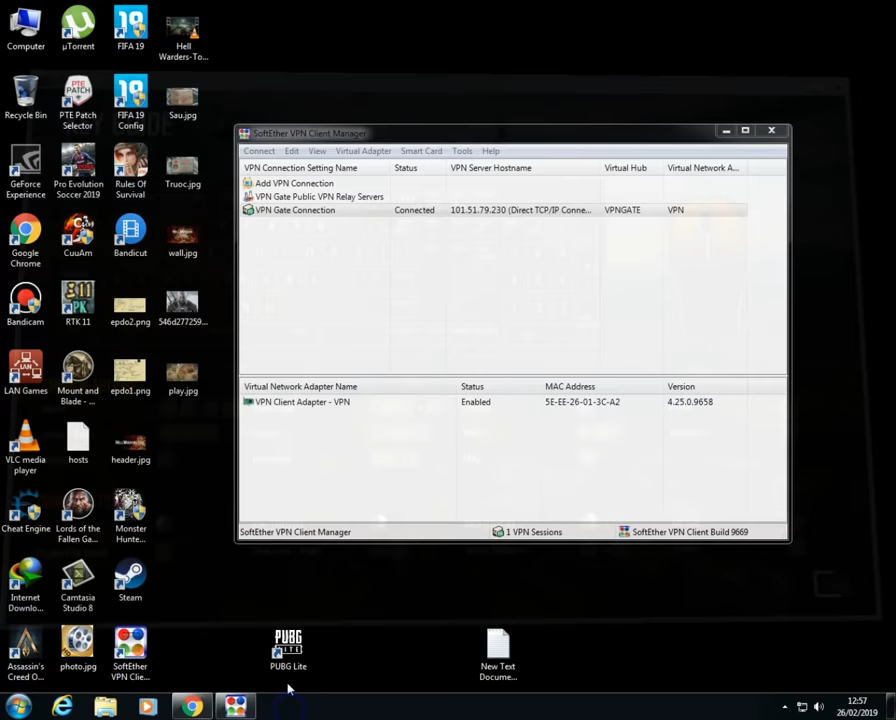 Computer
µTorrent
FIFA 19
Hell
Warders-To...
Recycle Bin
PTE Patch
Selector
FIFA 19
Config
Sau.jpg
GeForce
Experience
Pro Evolution
Soccer 2019
Rules Of
Survival
Truoc.jpg
Google
Chrome
CuuAm
Bandicut
wall.jpg
Bandicam
RTK 11
epdo2.png
546d277259...
LAN Games
Mount and
Blade - ...
epdo1.png
play.jpg
VLC media
player
hosts
header.jpg
Cheat Engine
Lords of the
Fallen Ga...
Monster
Hunte...
Internet
Downlo...
Camtasia
Studio 8
Steam
Assassin's
Creed O...
photo.jpg
SoftEther
VPN Clie...
SoftEther VPN Client Manager
Connect Edit View Virtual Adapter Smart Card Tools Help
VPN Connection Setting Name Status VPN Server Hostname Virtual Hub Virtual Network A...
Add VPN Connection
VPN Gate Public VPN Relay Servers
VPN Gate Connection Connected 101.51.79.230 (Direct TCP/IP Conne... VPNGATE VPN
Virtual Network Adapter Name Status MAC Address Version
VPN Client Adapter - VPN Enabled 5E-EE-26-01-3C-A2 4.25.0.9658
SoftEther VPN Client Manager 1 VPN Sessions SoftEther VPN Client Build 9669
PUBG
LITE
PUBG Lite
New Text
Docume...
12:57
26/02/2019